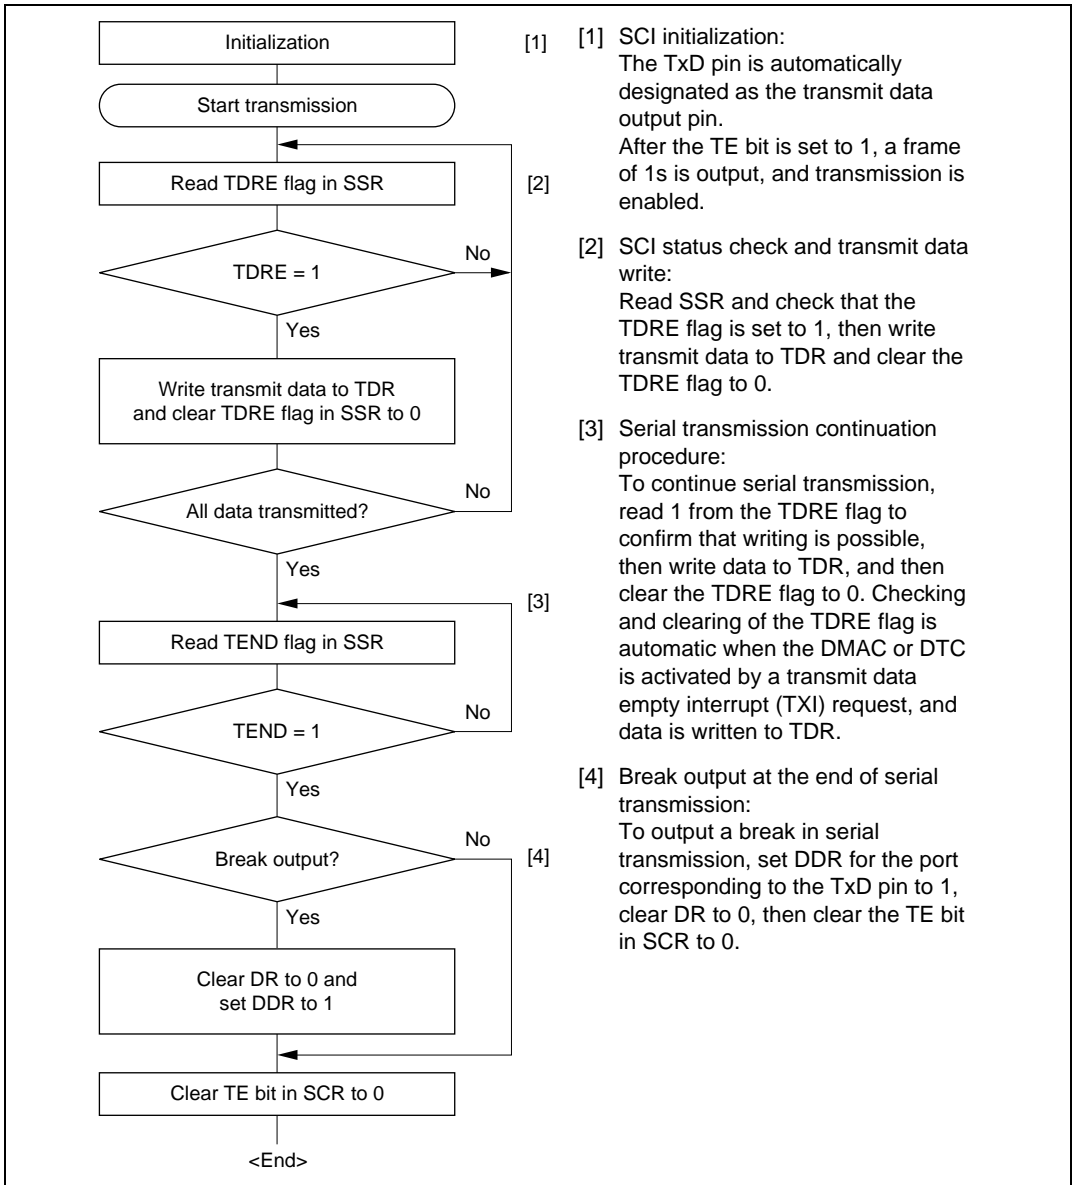 Initialization
[1]
Start transmission
Read TDRE flag in SSR
[2]
TDRE = 1
No
Yes
Write transmit data to TDR
and clear TDRE flag in SSR to 0
All data transmitted?
No
Yes
[3]
Read TEND flag in SSR
TEND = 1
No
Yes
Break output?
No
[4]
Yes
Clear DR to 0 and
set DDR to 1
Clear TE bit in SCR to 0
<End>
[1] SCI initialization:
The TxD pin is automatically
designated as the transmit data
output pin.
After the TE bit is set to 1, a frame
of 1s is output, and transmission is
enabled.
[2] SCI status check and transmit data
write:
Read SSR and check that the
TDRE flag is set to 1, then write
transmit data to TDR and clear the
TDRE flag to 0.
[3] Serial transmission continuation
procedure:
To continue serial transmission,
read 1 from the TDRE flag to
confirm that writing is possible,
then write data to TDR, and then
clear the TDRE flag to 0. Checking
and clearing of the TDRE flag is
automatic when the DMAC or DTC
is activated by a transmit data
empty interrupt (TXI) request, and
data is written to TDR.
[4] Break output at the end of serial
transmission:
To output a break in serial
transmission, set DDR for the port
corresponding to the TxD pin to 1,
clear DR to 0, then clear the TE bit
in SCR to 0.